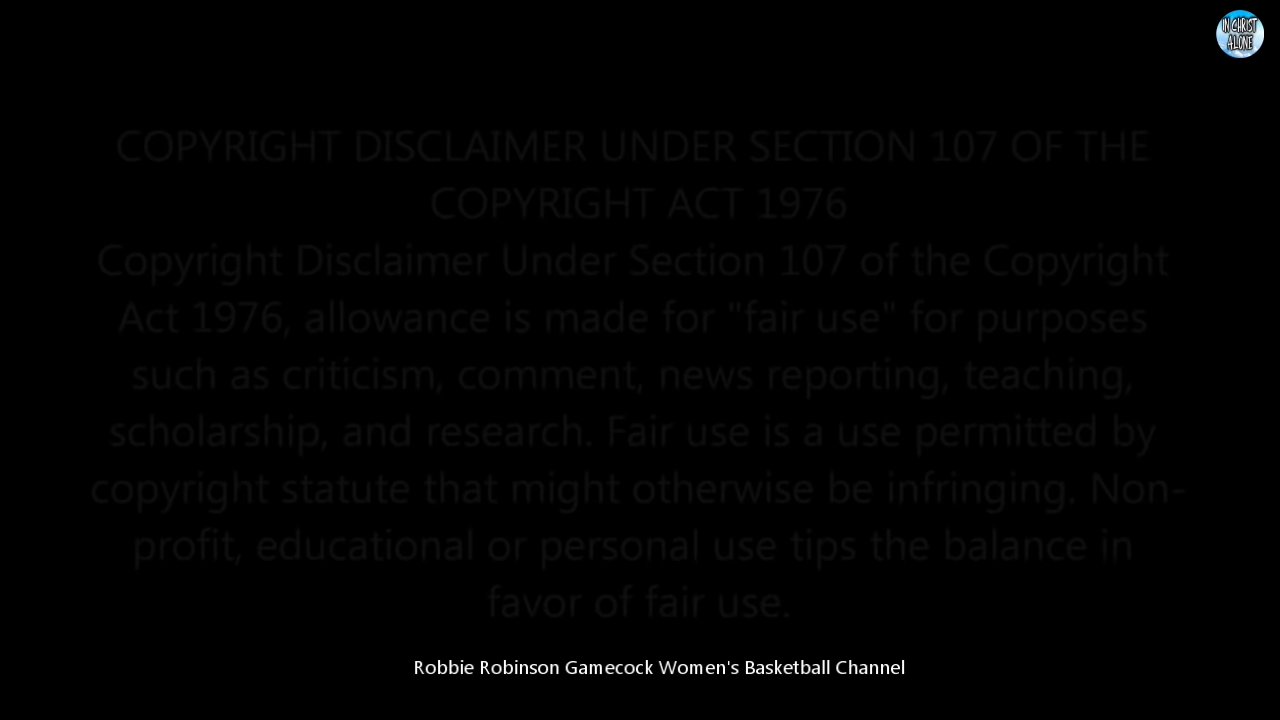 IN CHRIST
ALONE
COPYRIGHT DISCLAIMER UNDER SECTION 107 OF THE
COPYRIGHT ACT 1976
Copyright Disclaimer Under Section 107 of the Copyright
Act 1976, allowance is made for "fair use" for purposes
such as criticism, comment, news reporting, teaching,
scholarship, and research. Fair use is a use permitted by
copyright statute that might otherwise be infringing. Non-
profit, educational or personal use tips the balance in
favor of fair use.
Robbie Robinson Gamecock Women's Basketball Channel